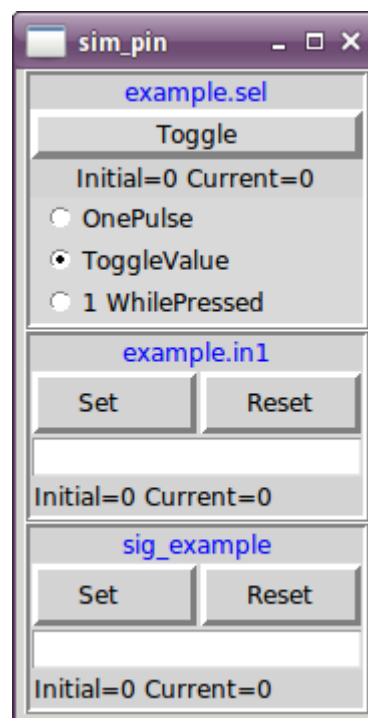 sim_pin
example.sel
Toggle
Initial=0 Current=0
OnePulse
ToggleValue
1 WhilePressed
example.in1
Set Reset
Initial=0 Current=0
sig_example
Set Reset
Initial=0 Current=0